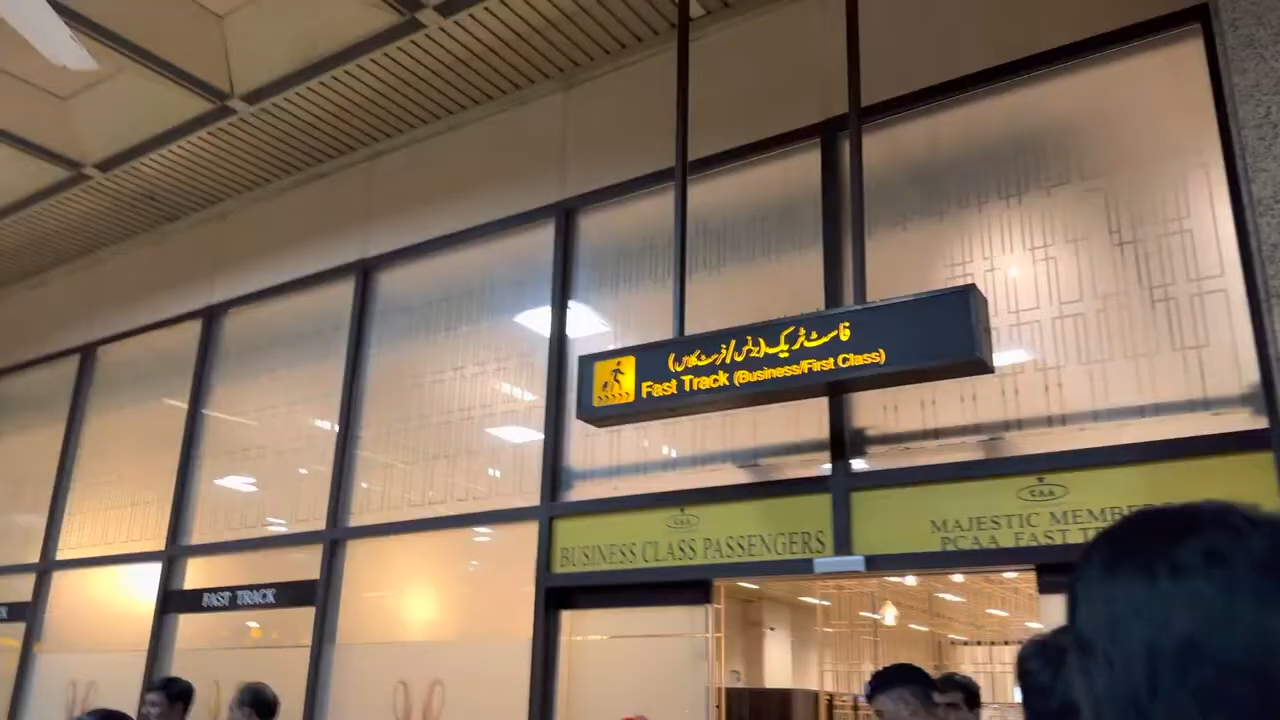 فاسٹ ٹریک (بزنس/فرسٹ کلاس)
Fast Track (Business/First Class)
CAA
BUSINESS CLASS PASSENGERS
CAA
MAJESTIC
PCAA FAST
FAST TRACK